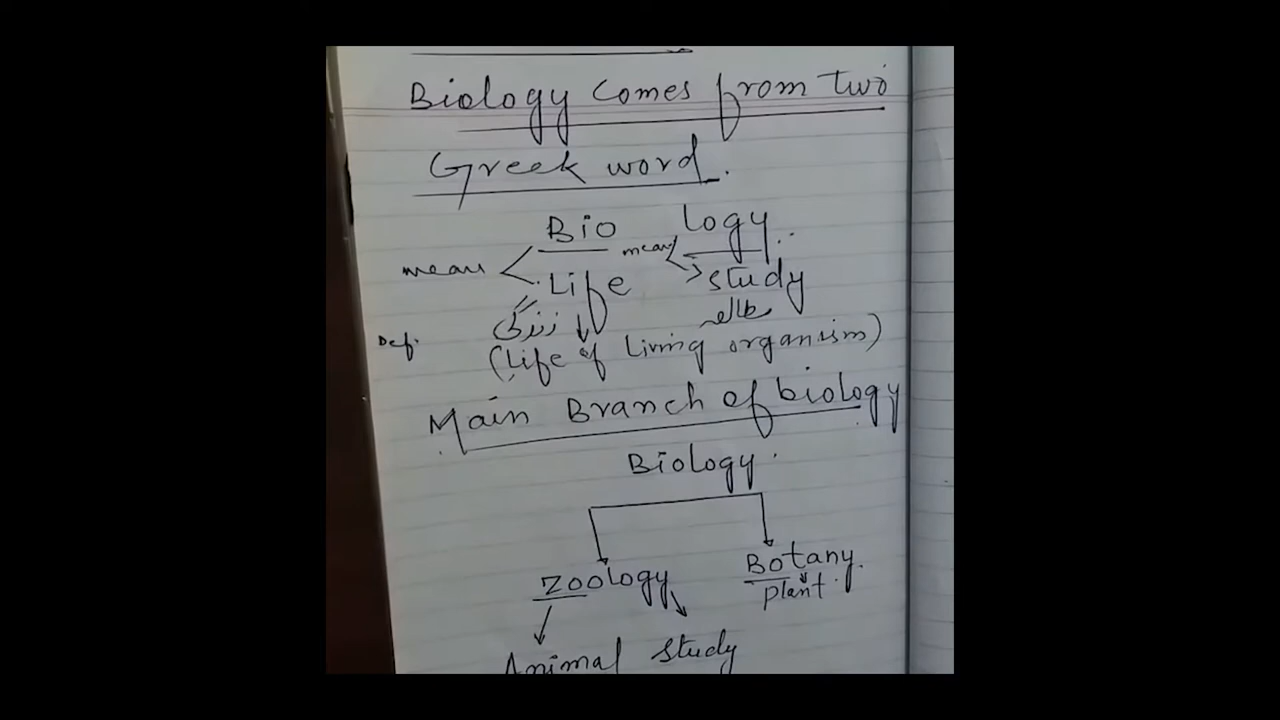 Biology comes from two
Greek word.
Bio logy
mean mean
Life study
زندگی
Def. (Life of Living organism)
Main Branch of biology
Biology
Zoology Botany.
plant.
Animal study